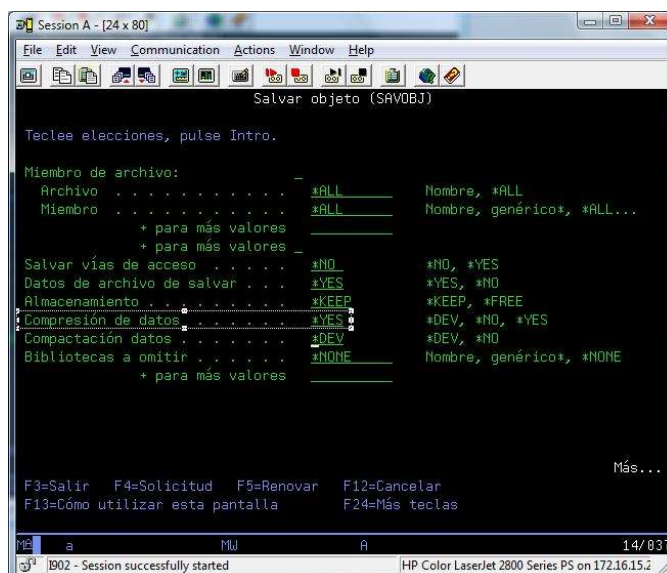 Session A - [24 x 80]
File Edit View Communication Actions Window Help
Salvar objeto (SAVOBJ)
Teclee elecciones, pulse Intro.
Miembro de archivo: _
Archivo . . . . . . . . . . . *ALL Nombre, *ALL
Miembro . . . . . . . . . . . *ALL Nombre, genérico*, *ALL...
+ para más valores
+ para más valores _
Salvar vías de acceso . . . . . *NO *NO, *YES
Datos de archivo de salvar . . . *YES *YES, *NO
Almacenamiento . . . . . . . . . *KEEP *KEEP, *FREE
Compresión de datos . . . . . . *YES *DEV, *NO, *YES
Compactación datos . . . . . . . *DEV *DEV, *NO
Bibliotecas a omitir . . . . . . *NONE Nombre, genérico*, *NONE
+ para más valores
Más...
F3=Salir F4=Solicitud F5=Renovar F12=Cancelar
F13=Cómo utilizar esta pantalla F24=Más teclas
MA a MW A 14/037
I902 - Session successfully started HP Color LaserJet 2800 Series PS on 172.16.15.2